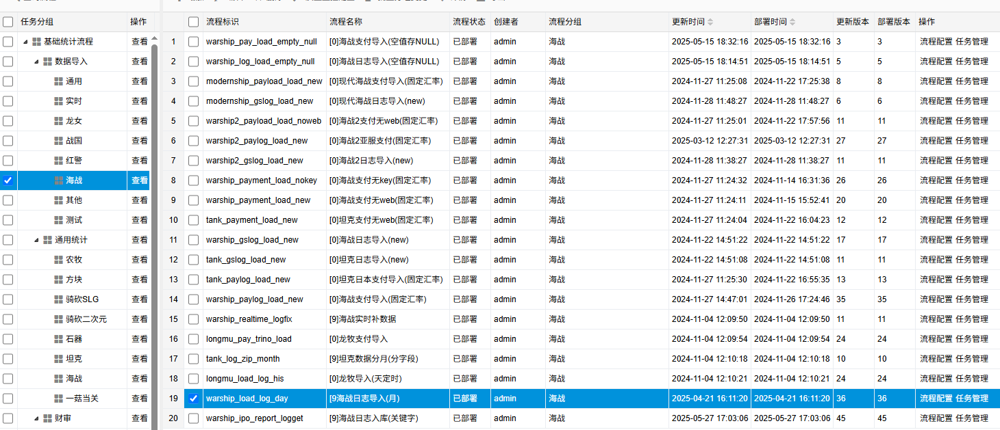 任务分组 操作 流程标识 流程名称 流程状态 创建者 流程分组 更新时间 部署时间 更新版本 部署版本 操作
基础统计流程 查看 1 warship_pay_load_empty_null [0]海战支付导入(空值存NULL) 已部署 admin 海战 2025-05-15 18:32:16 2025-05-15 18:32:16 3 3 流程配置 任务管理
数据导入 查看 2 warship_log_load_empty_null [0]海战日志导入(空值存NULL) 已部署 admin 海战 2025-05-15 18:14:51 2025-05-15 18:14:51 5 5 流程配置 任务管理
通用 查看 3 modernship_payload_load_new [0]现代海战支付导入(固定汇率) 已部署 admin 海战 2024-11-27 11:25:08 2024-11-22 17:25:38 8 8 流程配置 任务管理
实时 查看 4 modernship_gslog_load_new [0]现代海战日志导入(new) 已部署 admin 海战 2024-11-28 11:48:27 2024-11-28 11:48:27 6 6 流程配置 任务管理
龙女 查看 5 warship2_payload_load_noweb [0]海战2支付无web(固定汇率) 已部署 admin 海战 2024-11-27 11:25:01 2024-11-22 17:57:56 11 11 流程配置 任务管理
战国 查看 6 warship2_paylog_load_new [0]海战2亚服支付(固定汇率) 已部署 admin 海战 2025-03-12 12:27:31 2025-03-12 12:27:31 27 27 流程配置 任务管理
红警 查看 7 warship2_gslog_load_new [0]海战2日志导入(new) 已部署 admin 海战 2024-11-28 11:38:27 2024-11-28 11:38:27 11 11 流程配置 任务管理
海战 查看 8 warship_payment_load_nokey [0]海战支付无key(固定汇率) 已部署 admin 海战 2024-11-27 11:24:32 2024-11-14 16:31:36 26 26 流程配置 任务管理
其他 查看 9 warship_payment_load_new [0]海战支付无web(固定汇率) 已部署 admin 海战 2024-11-27 11:24:11 2024-11-15 15:52:41 20 20 流程配置 任务管理
测试 查看 10 tank_payment_load_new [0]坦克支付无web(固定汇率) 已部署 admin 海战 2024-11-27 11:24:04 2024-11-22 16:04:23 12 12 流程配置 任务管理
通用统计 查看 11 warship_gslog_load_new [0]海战日志导入(new) 已部署 admin 海战 2024-11-22 14:51:22 2024-11-22 14:51:22 17 17 流程配置 任务管理
农牧 查看 12 tank_gslog_load_new [0]坦克日志导入(new) 已部署 admin 海战 2024-11-22 14:51:08 2024-11-22 14:51:08 11 11 流程配置 任务管理
方块 查看 13 tank_paylog_load_new [0]坦克日本支付导入(固定汇率) 已部署 admin 海战 2024-11-27 11:25:30 2024-11-22 16:55:35 13 13 流程配置 任务管理
骑砍SLG 查看 14 warship_paylog_load_new [0]海战支付导入(固定汇率) 已部署 admin 海战 2024-11-27 14:47:01 2024-11-26 17:24:46 35 35 流程配置 任务管理
骑砍二次元 查看 15 warship_realtime_logfix [9]海战实时补数据 已部署 admin 海战 2024-11-04 12:09:50 2024-11-04 12:09:50 11 11 流程配置 任务管理
石器 查看 16 longmu_pay_trino_load [0]龙牧支付导入 已部署 admin 海战 2024-11-04 12:09:54 2024-11-04 12:09:54 24 24 流程配置 任务管理
坦克 查看 17 tank_log_zip_month [9]坦克数据分月(分字段) 已部署 admin 海战 2024-11-04 12:10:18 2024-11-04 12:10:18 10 10 流程配置 任务管理
海战 查看 18 longmu_load_log_his [0]龙牧导入(天定时) 已部署 admin 海战 2024-11-04 12:10:21 2024-11-04 12:10:21 24 24 流程配置 任务管理
一菇当关 查看 19 warship_load_log_day [9海战日志导入(月) 已部署 admin 海战 2025-04-21 16:11:20 2025-04-21 16:11:20 36 36 流程配置 任务管理
财审 查看 20 warship_ipo_report_logget [9]海战日志入库(关键字) 已部署 admin 海战 2025-05-27 17:03:06 2025-05-27 17:03:06 45 45 流程配置 任务管理